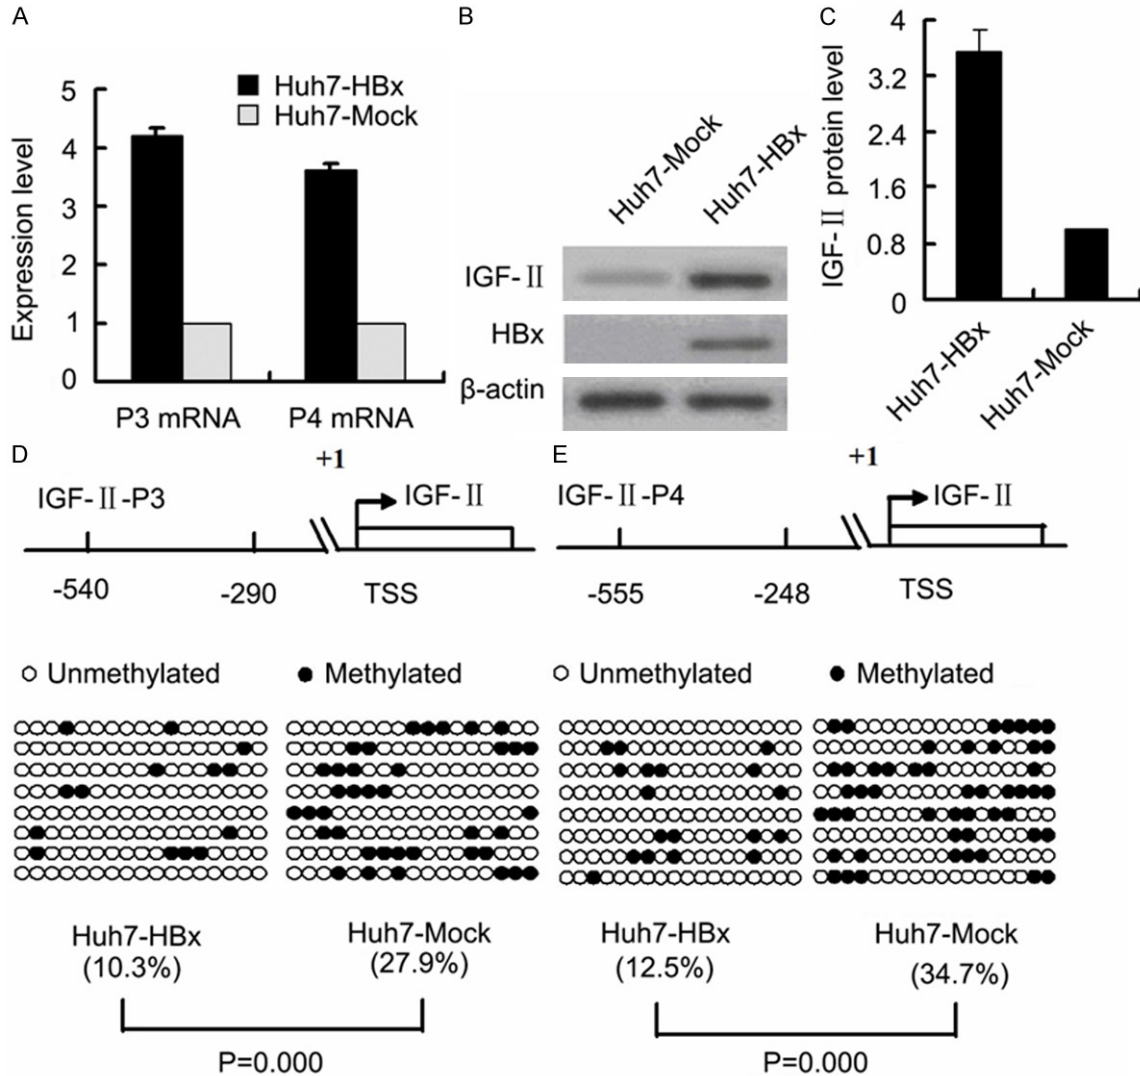 A
5
4
3
2
1
0
Expression level
Huh7-HBx
Huh7-Mock
P3 mRNA
P4 mRNA
B
Huh7-Mock
Huh7-HBx
IGF-Ⅱ
HBx
β-actin
C
4
3.2
2.4
1.6
0.8
0
IGF-Ⅱ protein level
Huh7-HBx
Huh7-Mock
D
+1
IGF-Ⅱ-P3
IGF-Ⅱ
-540
-290
TSS
Unmethylated
Methylated
Huh7-HBx
(10.3%)
Huh7-Mock
(27.9%)
P=0.000
E
+1
IGF-Ⅱ-P4
IGF-Ⅱ
-555
-248
TSS
Unmethylated
Methylated
Huh7-HBx
(12.5%)
Huh7-Mock
(34.7%)
P=0.000